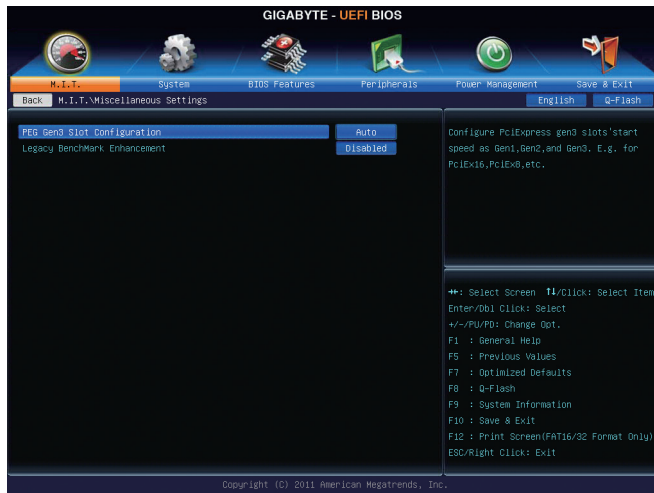 GIGABYTE - UEFI BIOS
M.I.T. System BIOS Features Peripherals Power Management Save & Exit
Back M.I.T.\Miscellaneous Settings English Q-Flash
PEG Gen3 Slot Configuration Auto
Legacy BenchMark Enhancement Disabled
Configure PciExpress gen3 slots'start
speed as Gen1,Gen2,and Gen3. E.g. for
PciEx16,PciEx8,etc.
→←: Select Screen ↑↓/Click: Select Item
Enter/Dbl Click: Select
+/-/PU/PD: Change Opt.
F1 : General Help
F5 : Previous Values
F7 : Optimized Defaults
F8 : Q-Flash
F9 : System Information
F10 : Save & Exit
F12 : Print Screen(FAT16/32 Format Only)
ESC/Right Click: Exit
Copyright (C) 2011 American Megatrends, Inc.